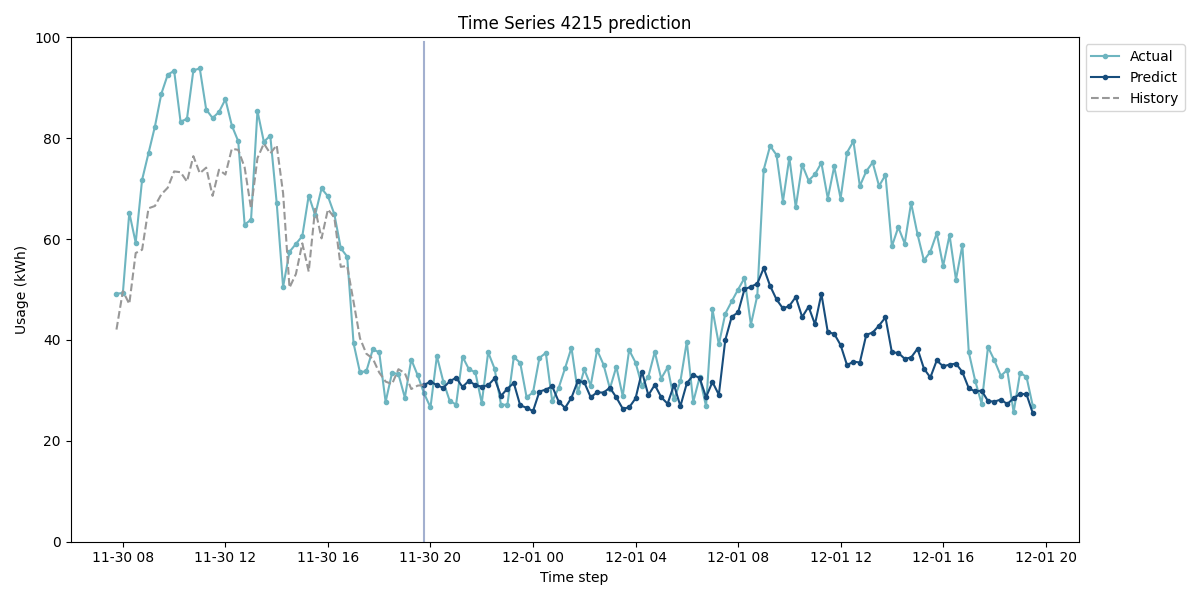 Time Series 4215 prediction
Actual
Predict
History
Usage (kWh)
100
80
60
40
20
0
11-30 08
11-30 12
11-30 16
11-30 20
12-01 00
12-01 04
12-01 08
12-01 12
12-01 16
12-01 20
Time step